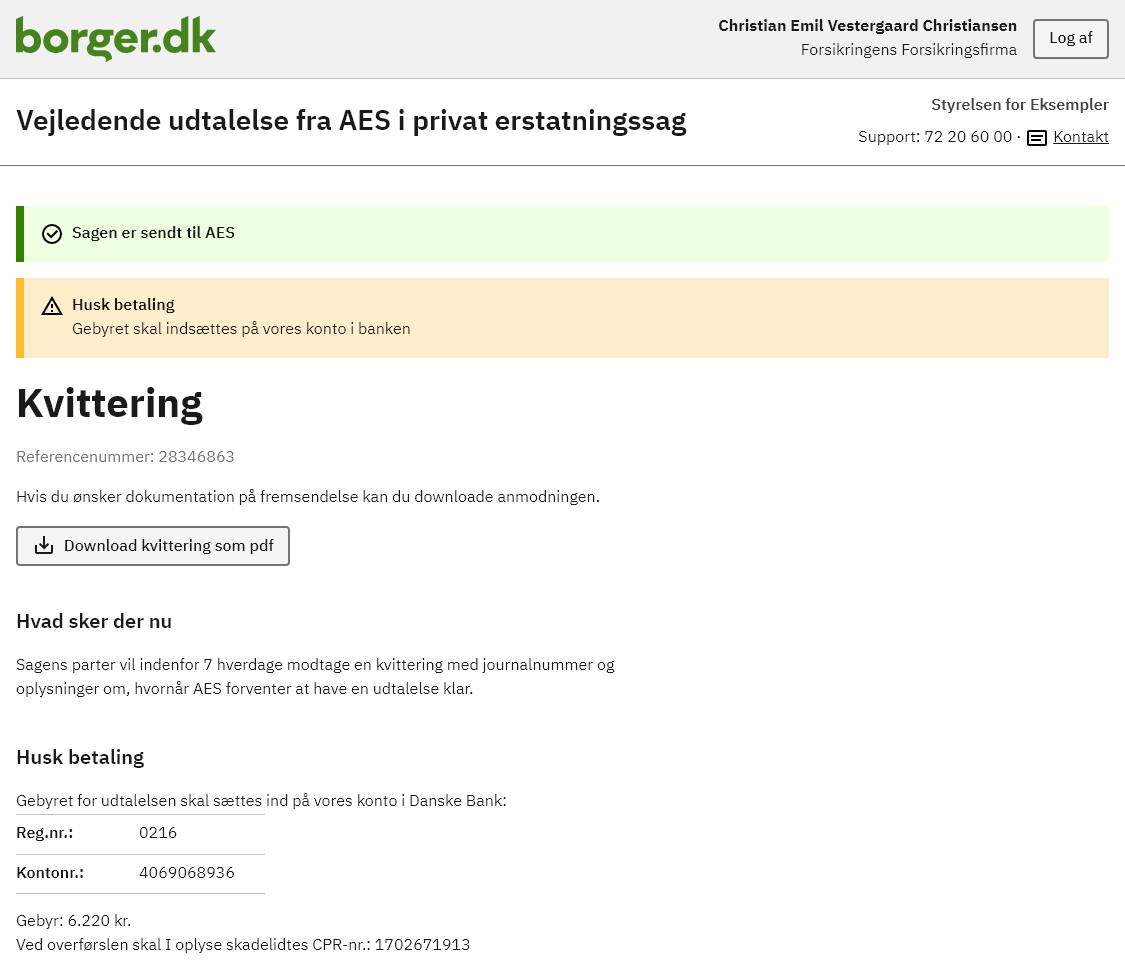 borger.dk
Christian Emil Vestergaard Christiansen
Forsikringens Forsikringsfirma
Log af
Vejledende udtalelse fra AES i privat erstatningssag
Styrelsen for Eksempler
Support: 72 20 60 00 · Kontakt
Sagen er sendt til AES
Husk betaling
Gebyret skal indsættes på vores konto i banken
Kvittering
Referencenummer: 28346863
Hvis du ønsker dokumentation på fremsendelse kan du downloade anmodningen.
Download kvittering som pdf
Hvad sker der nu
Sagens parter vil indenfor 7 hverdage modtage en kvittering med journalnummer og
oplysninger om, hvornår AES forventer at have en udtalelse klar.
Husk betaling
Gebyret for udtalelsen skal sættes ind på vores konto i Danske Bank:
Reg.nr.: 0216
Kontonr.: 4069068936
Gebyr: 6.220 kr.
Ved overførslen skal I oplyse skadelidtes CPR-nr.: 1702671913